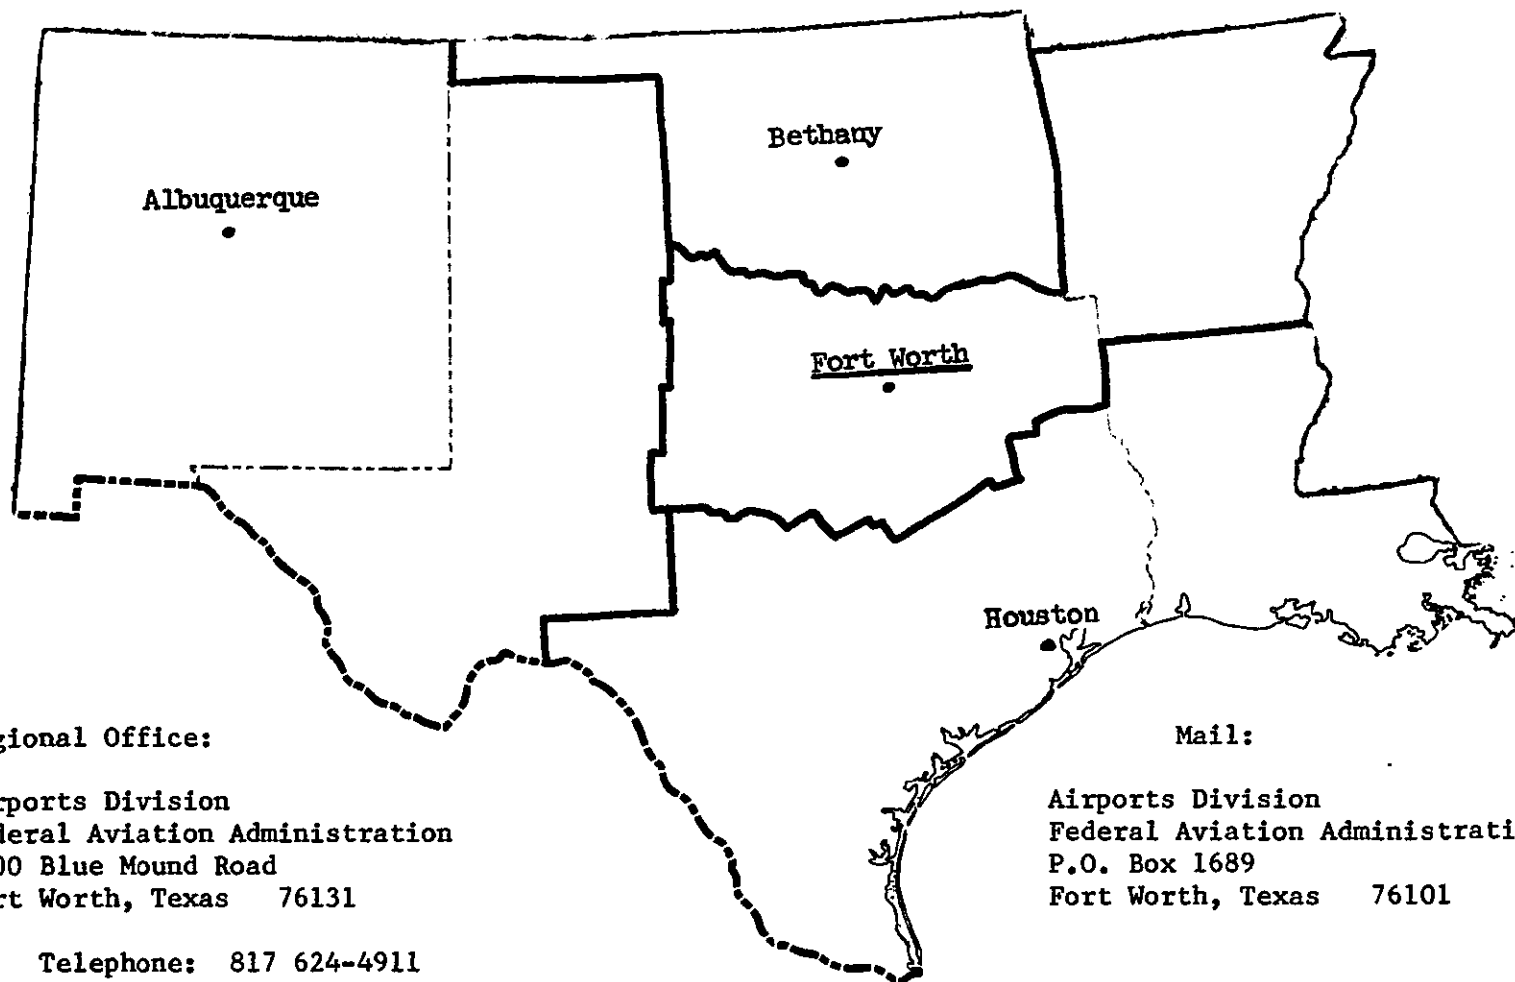 Bethany
Albuquerque
Fort Worth
Houston
gional Office:
rports Division
deral Aviation Administration
00 Blue Mound Road
rt Worth, Texas 76131
Telephone: 817 624-4911
Mail:
Airports Division
Federal Aviation Administrati
P.O. Box 1689
Fort Worth, Texas 76101